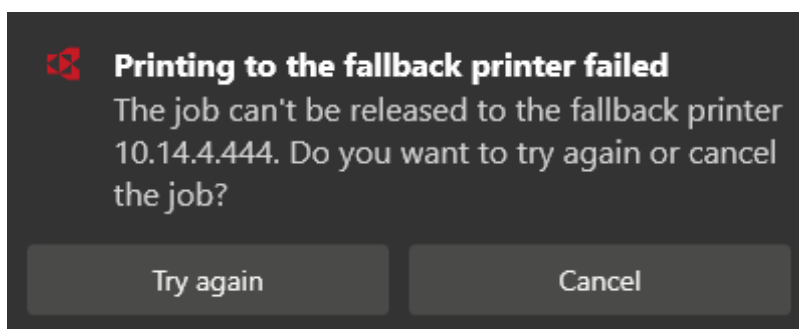 Printing to the fallback printer failed
The job can't be released to the fallback printer
10.14.4.444. Do you want to try again or cancel
the job?
Try again
Cancel